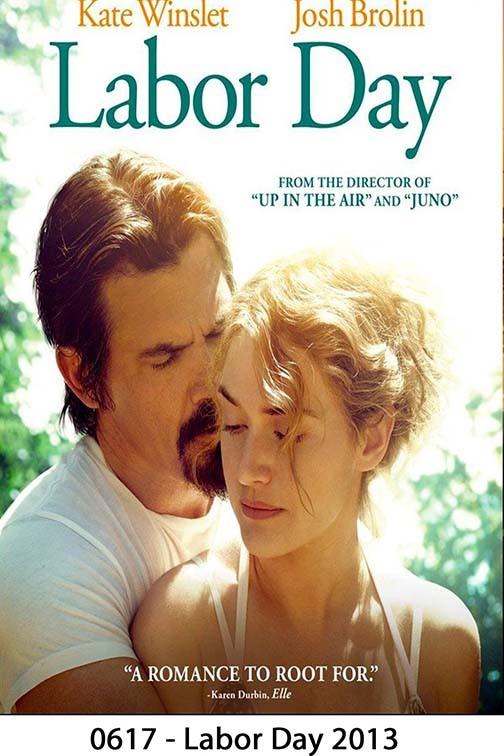 Kate Winslet Josh Brolin
Labor Day
FROM THE DIRECTOR OF
“UP IN THE AIR” AND “JUNO”
“A ROMANCE TO ROOT FOR.”
- Karen Durbin, Elle
0617 - Labor Day 2013